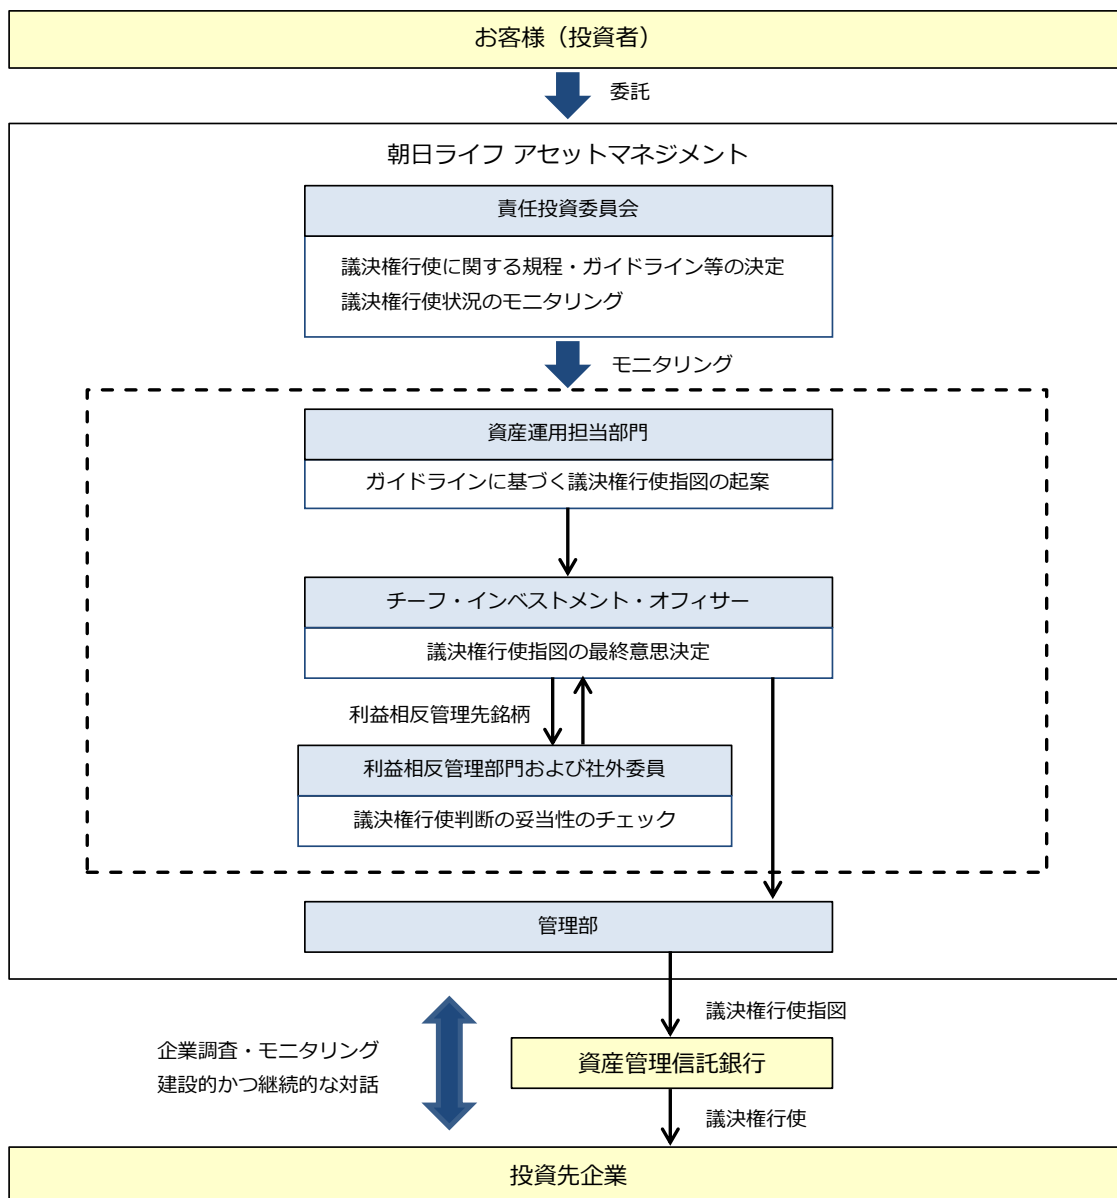 お客様（投資者）
委託
朝日ライフ アセットマネジメント
責任投資委員会
議決権行使に関する規程・ガイドライン等の決定
議決権行使状況のモニタリング
モニタリング
資産運用担当部門
ガイドラインに基づく議決権行使指図の起案
チーフ・インベストメント・オフィサー
議決権行使指図の最終意思決定
利益相反管理先銘柄
利益相反管理部門および社外委員
議決権行使判断の妥当性のチェック
管理部
議決権行使指図
企業調査・モニタリング
建設的かつ継続的な対話
資産管理信託銀行
議決権行使
投資先企業